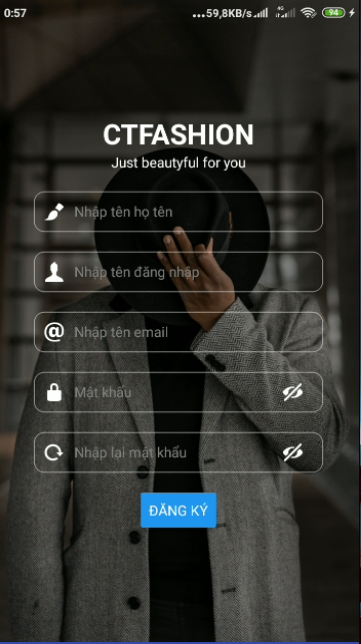 0:57
...59,8KB/s
4G
94
CTFASHION
Just beautyful for you
Nhập tên họ tên
Nhập tên đăng nhập
@ Nhập tên email
Mật khẩu
Nhập lại mật khẩu
ĐĂNG KÝ